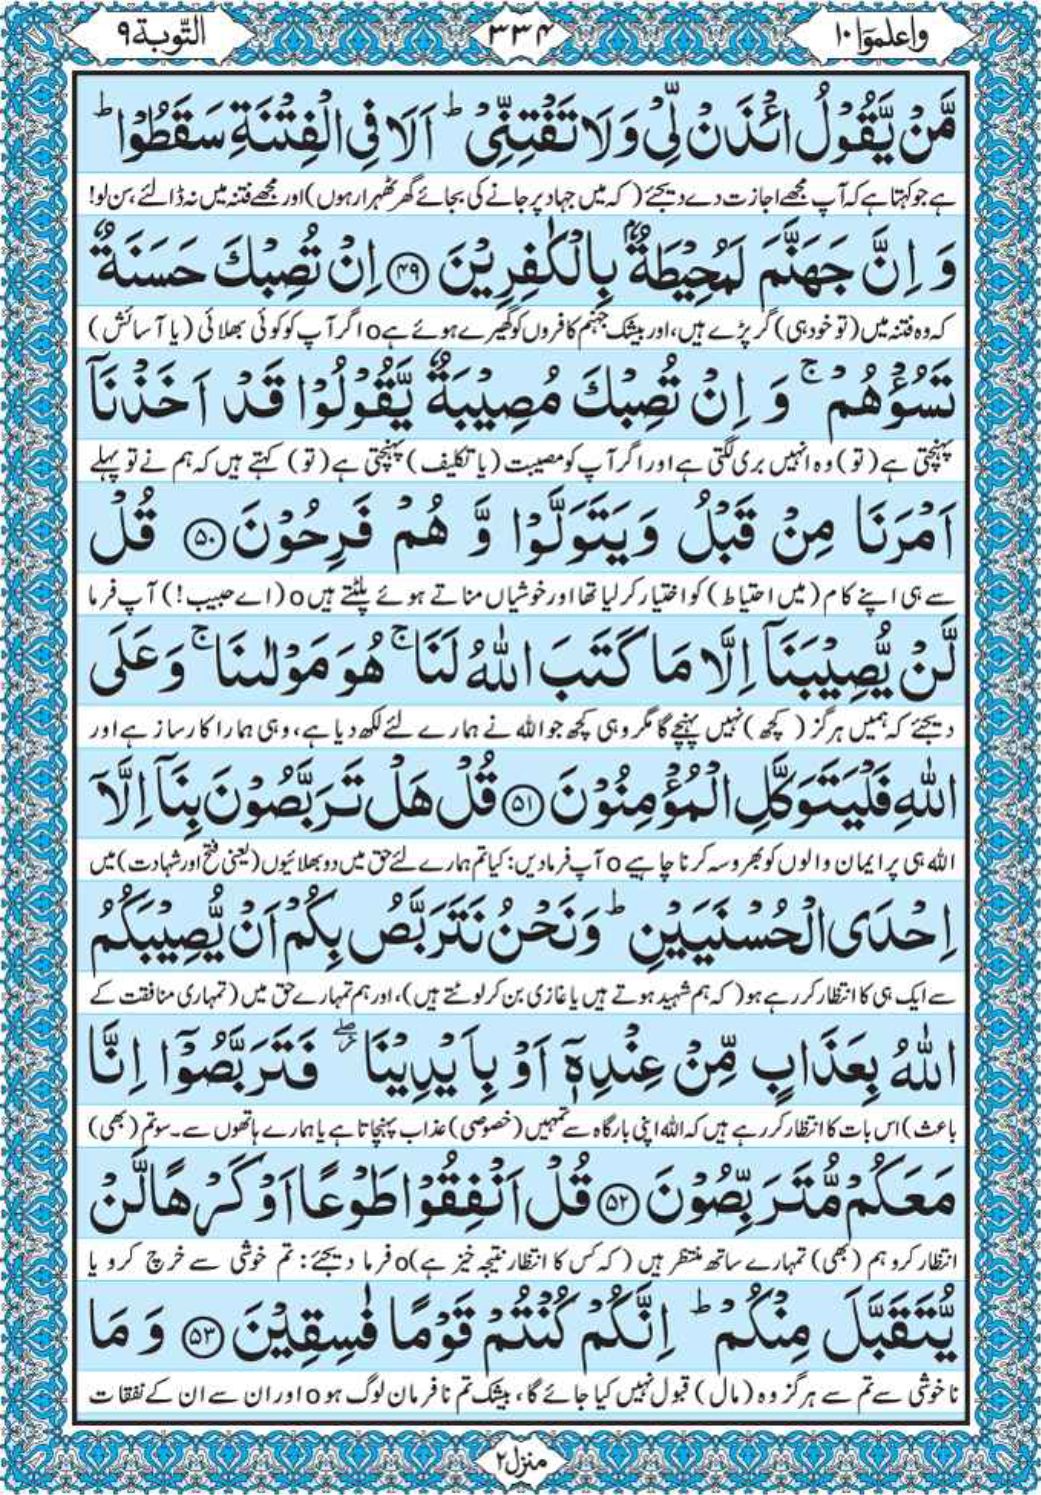 واعلموٓا ۱۰
۳۳۴
التّوبة ۹
مَّنْ يَّقُوْلُ ائْذَنْ لِّيْ وَ لَا تَفْتِنِّيْ ؕ اَلَا فِي الْفِتْنَةِ سَقَطُوْا ؕ
ہے جو کہتا ہے کہ آپ مجھے اجازت دے دیجئے (کہ میں جہاد پر جانے کی بجائے گھر ٹھہرا رہوں) اور مجھے فتنہ میں نہ ڈالئے، سن لو!
وَ اِنَّ جَهَنَّمَ لَمُحِيْطَةٌۢ بِالْكٰفِرِيْنَ ﴿۴۹﴾ اِنْ تُصِبْكَ حَسَنَةٌ
کہ وہ فتنہ میں (تو خود ہی) گر پڑے ہیں، اور بیشک جہنم کافروں کو گھیرے ہوئے ہے o اگر آپ کو کوئی بھلائی (یا آسائش)
تَسُؤْهُمْ ۚ وَ اِنْ تُصِبْكَ مُصِيْبَةٌ يَّقُوْلُوْا قَدْ اَخَذْنَاۤ
پہنچتی ہے (تو) وہ انہیں بری لگتی ہے اور اگر آپ کو مصیبت (یا تکلیف) پہنچتی ہے (تو) کہتے ہیں کہ ہم نے تو پہلے
اَمْرَنَا مِنْ قَبْلُ وَيَتَوَلَّوْا وَّ هُمْ فَرِحُوْنَ ﴿۵۰﴾ قُلْ
سے ہی اپنے کام (میں احتیاط) کو اختیار کر لیا تھا اور خوشیاں مناتے ہوئے پلٹتے ہیں o (اے حبیب!) آپ فرما
لَّنْ يُّصِيْبَنَاۤ اِلَّا مَا كَتَبَ اللّٰهُ لَنَا ۚ هُوَ مَوْلٰىنَا ۚ وَعَلَى
دیجئے کہ ہمیں ہرگز (کچھ) نہیں پہنچے گا مگر وہی کچھ جو اللہ نے ہمارے لئے لکھ دیا ہے، وہی ہمارا کارساز ہے اور
اللّٰهِ فَلْيَتَوَكَّلِ الْمُؤْمِنُوْنَ ﴿۵۱﴾ قُلْ هَلْ تَرَبَّصُوْنَ بِنَاۤ اِلَّاۤ
اللہ ہی پر ایمان والوں کو بھروسہ کرنا چاہیے o آپ فرما دیں: کیا تم ہمارے لئے حق میں دو بھلائیوں (یعنی فتح اور شہادت) میں
اِحْدَى الْحُسْنَيَيْنِ ؕ وَنَحْنُ نَتَرَبَّصُ بِكُمْ اَنْ يُّصِيْبَكُمُ
سے ایک ہی کا انتظار کر رہے ہو (کہ ہم شہید ہوتے ہیں یا غازی بن کر لوٹتے ہیں)، اور ہم تمہارے حق میں (تمہاری منافقت کے
اللّٰهُ بِعَذَابٍ مِّنْ عِنْدِهٖۤ اَوْ بِاَيْدِيْنَا ۖ فَتَرَبَّصُوْۤا اِنَّا
باعث) اس بات کا انتظار کر رہے ہیں کہ اللہ اپنی بارگاہ سے تمہیں (خصوصی) عذاب پہنچاتا ہے یا ہمارے ہاتھوں سے۔ سو تم (بھی)
مَعَكُمْ مُّتَرَبِّصُوْنَ ﴿۵۲﴾ قُلْ اَنْفِقُوْا طَوْعًا اَوْ كَرْهًا لَّنْ
انتظار کرو ہم (بھی) تمہارے ساتھ منتظر ہیں (کہ کس کا انتظار نتیجہ خیز ہے) o فرما دیجئے: تم خوشی سے خرچ کرو یا
يُّتَقَبَّلَ مِنْكُمْ ؕ اِنَّكُمْ كُنْتُمْ قَوْمًا فٰسِقِيْنَ ﴿۵۳﴾ وَ مَا
ناخوشی سے تم سے ہرگز وہ (مال) قبول نہیں کیا جائے گا، بیشک تم نافرمان لوگ ہو o اور ان سے ان کے نفقات
منزل ۲